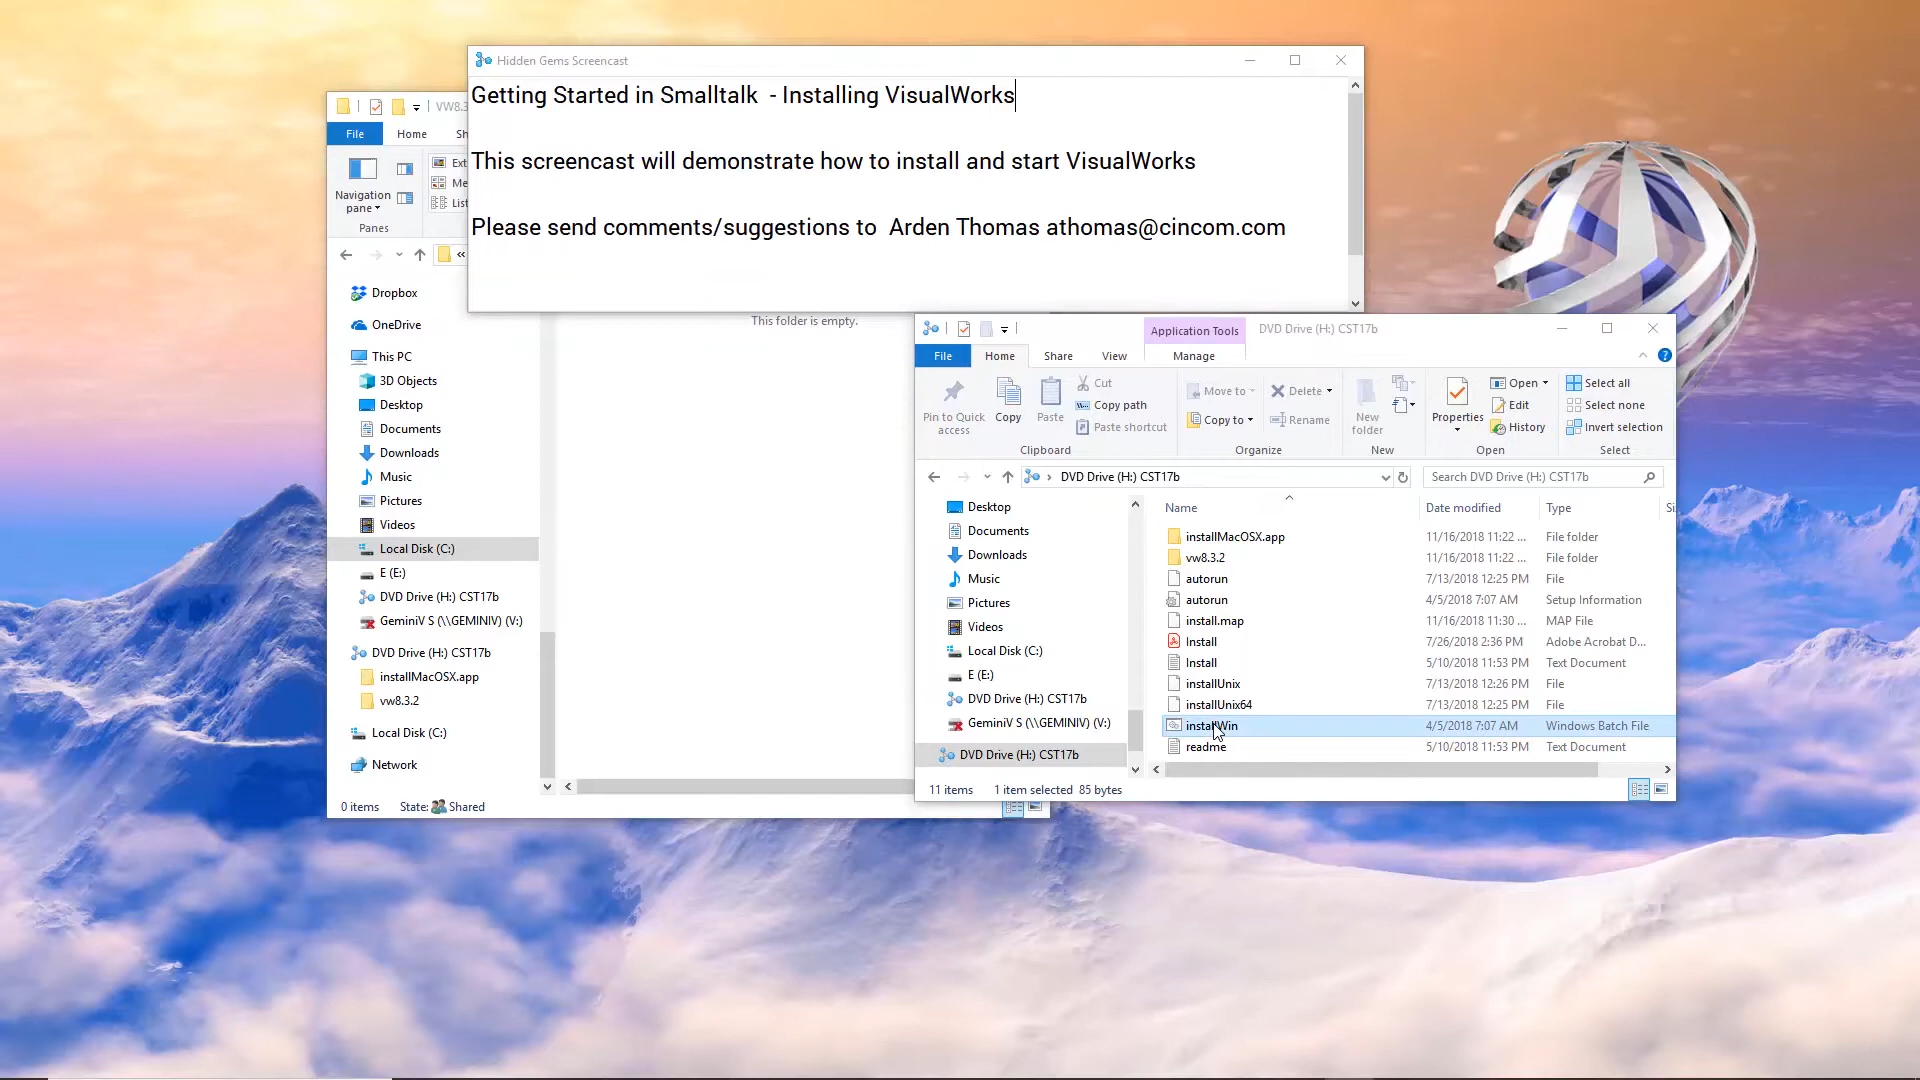 Hidden Gems Screencast
Getting Started in Smalltalk - Installing VisualWorks
This screencast will demonstrate how to install and start VisualWorks
Please send comments/suggestions to Arden Thomas athomas@cincom.com
VW8.3
File
Home
Sh
Navigation
pane
Ext
Me
List
Panes
«
Dropbox
OneDrive
This PC
3D Objects
Desktop
Documents
Downloads
Music
Pictures
Videos
Local Disk (C:)
E (E:)
DVD Drive (H:) CST17b
GeminiV S (\\GEMINIV) (V:)
DVD Drive (H:) CST17b
installMacOSX.app
vw8.3.2
Local Disk (C:)
Network
This folder is empty.
0 items State: Shared
Application Tools
DVD Drive (H:) CST17b
File Home Share View Manage
Pin to Quick
access
Copy
Paste
Cut
Copy path
Paste shortcut
Clipboard
Move to
Copy to
Delete
Rename
Organize
New
folder
New
Properties
Open
Edit
History
Open
Select all
Select none
Invert selection
Select
DVD Drive (H:) CST17b
Search DVD Drive (H:) CST17b
Desktop
Documents
Downloads
Music
Pictures
Videos
Local Disk (C:)
E (E:)
DVD Drive (H:) CST17b
GeminiV S (\\GEMINIV) (V:)
DVD Drive (H:) CST17b
Name Date modified Type Si
installMacOSX.app 11/16/2018 11:22 ... File folder
vw8.3.2 11/16/2018 11:22 ... File folder
autorun 7/13/2018 12:25 PM File
autorun 4/5/2018 7:07 AM Setup Information
install.map 11/16/2018 11:30 ... MAP File
Install 7/26/2018 2:36 PM Adobe Acrobat D...
Install 5/10/2018 11:53 PM Text Document
installUnix 7/13/2018 12:26 PM File
installUnix64 7/13/2018 12:25 PM File
installWin 4/5/2018 7:07 AM Windows Batch File
readme 5/10/2018 11:53 PM Text Document
11 items 1 item selected 85 bytes